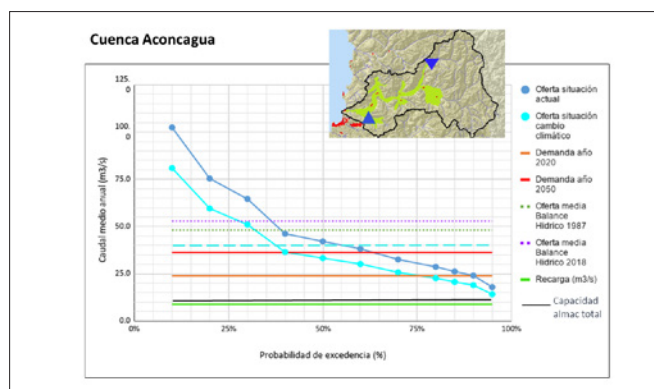 Cuenca Aconcagua
Caudal medio anual (m3/s)
125.
0
100.
0
75.0
50.0
25.0
0.0
0%
25%
50%
75%
100%
Probabilidad de excedencia (%)
Oferta situación
actual
Oferta situación
cambio
climático
Demanda año
2020
Demanda año
2050
Oferta media
Balance
Hídrico 1987
Oferta media
Balance
Hídrico 2018
Recarga (m3/s)
Capacidad
almac total